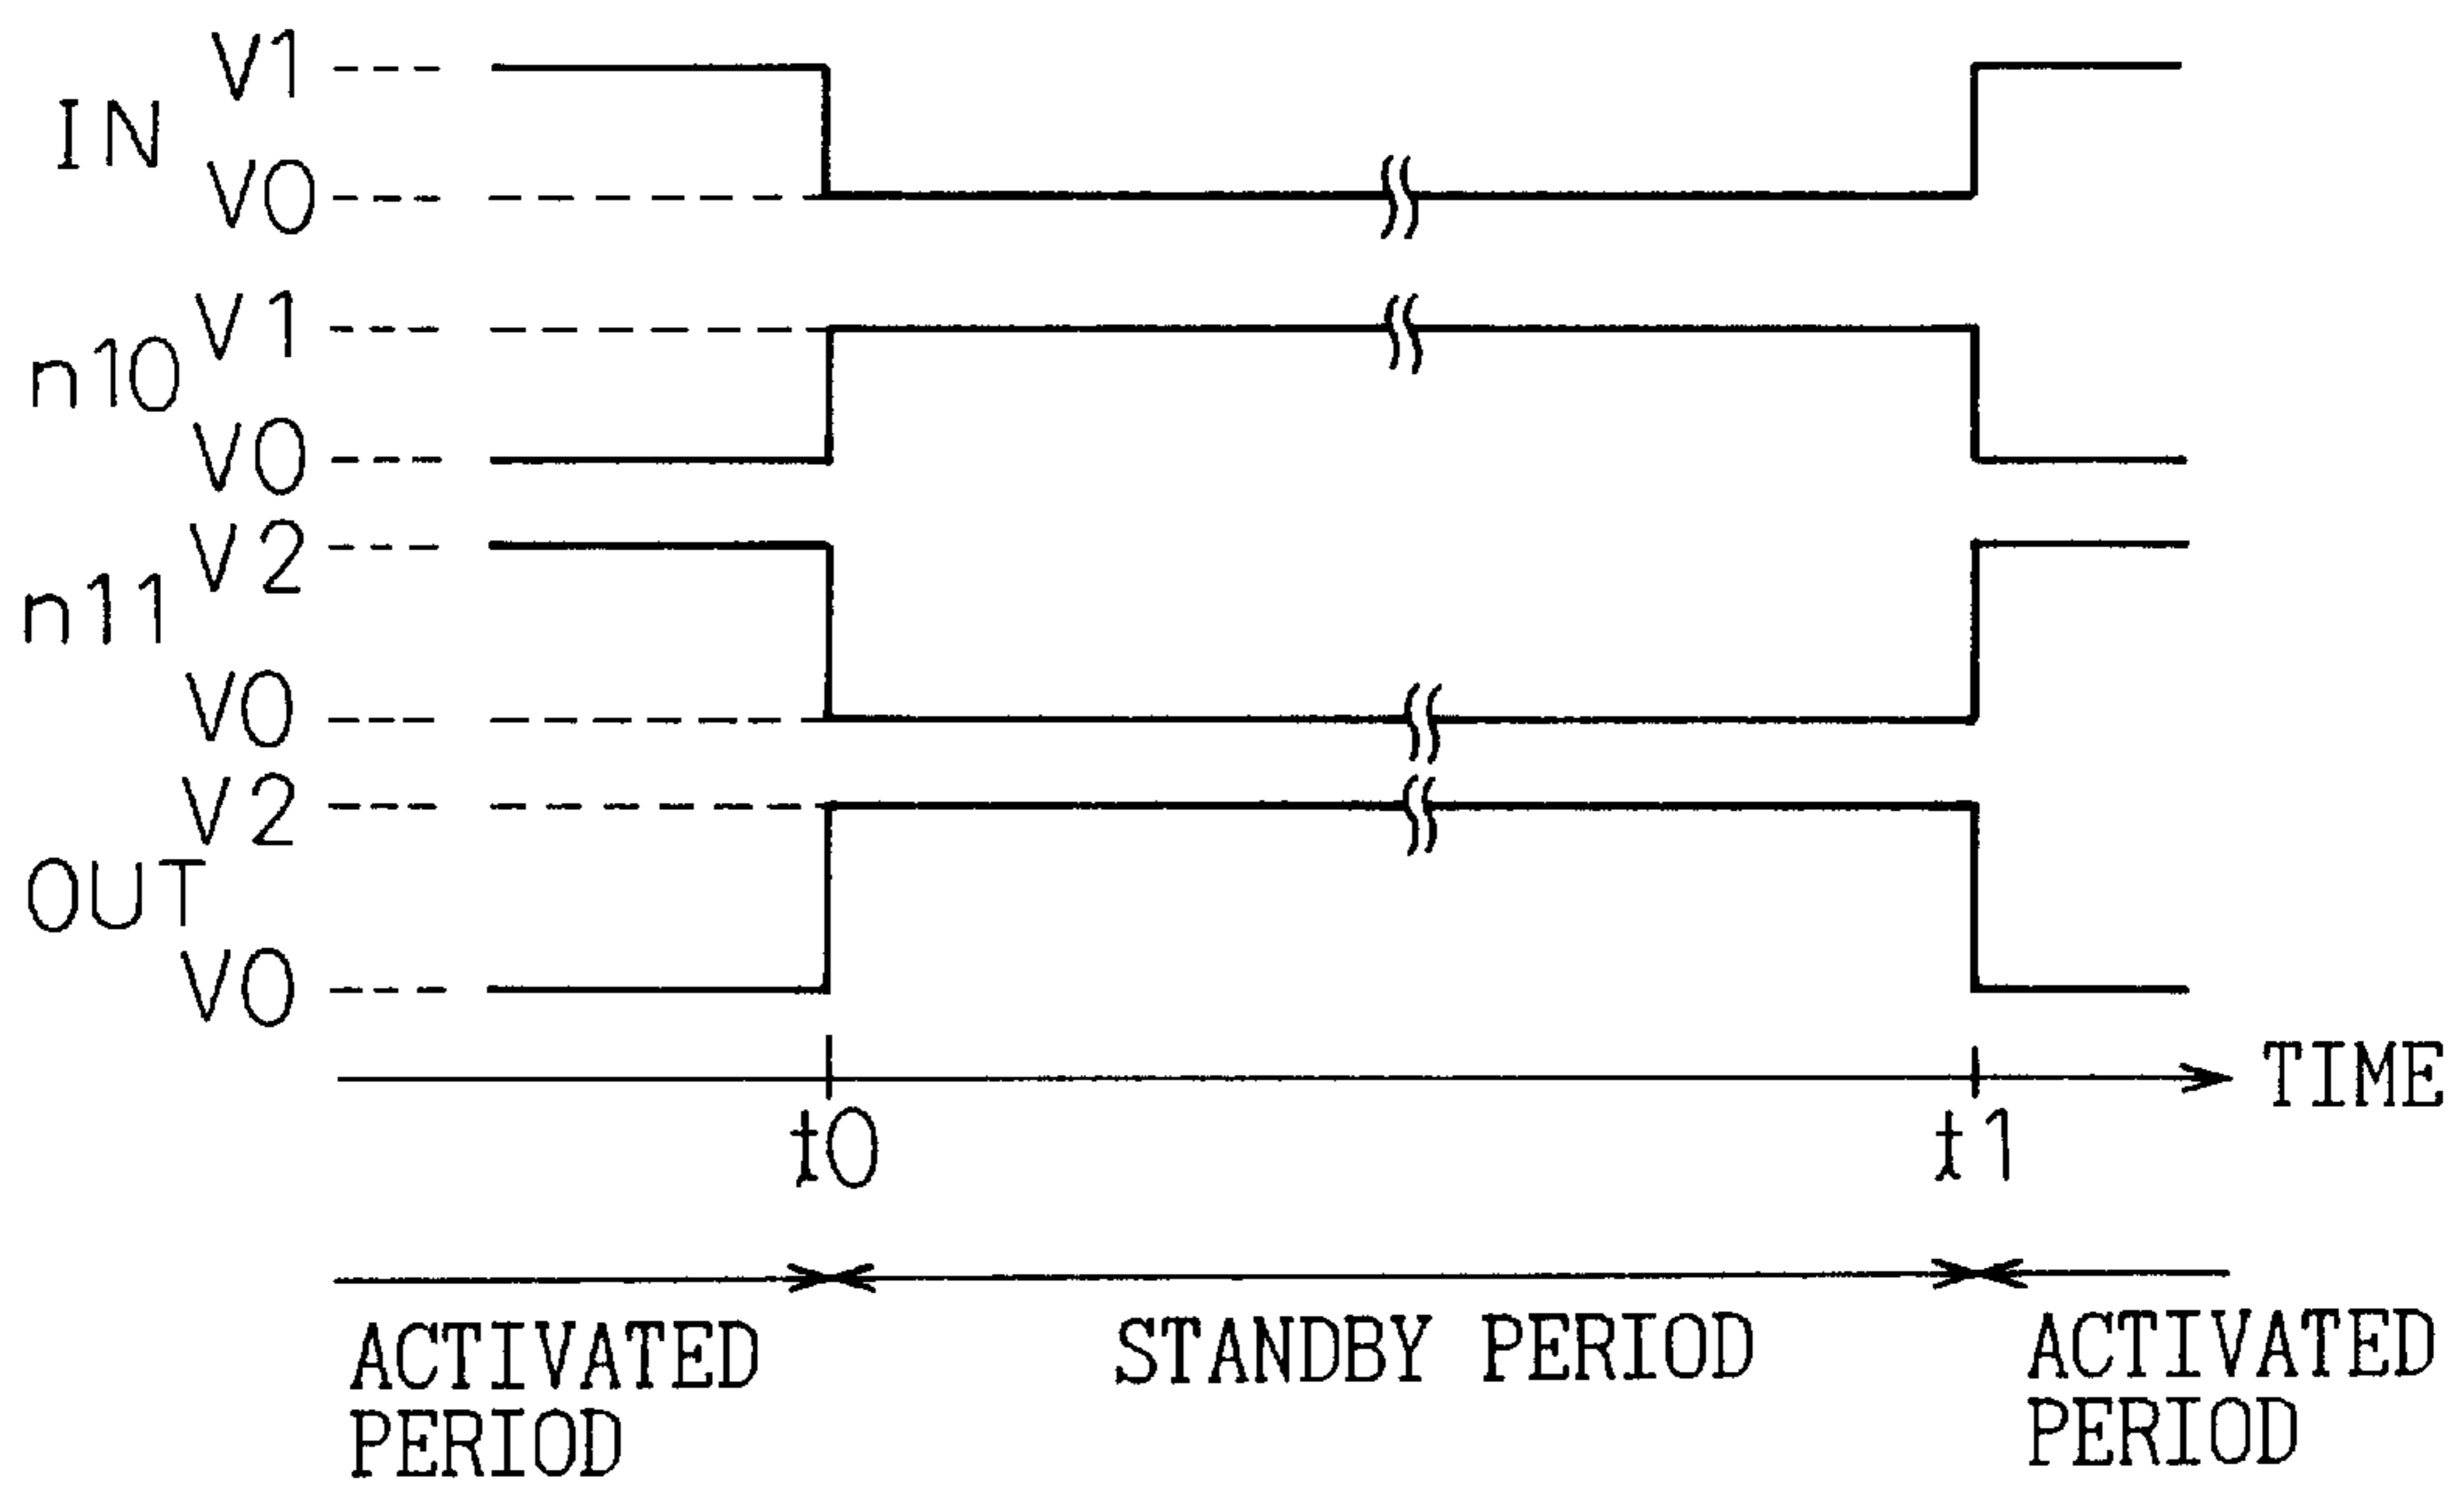 V1
IN
V0
V1
n10
V0
V2
n11
V0
V2
OUT
V0
TIME
t0
t1
ACTIVATED PERIOD
STANDBY PERIOD
ACTIVATED PERIOD